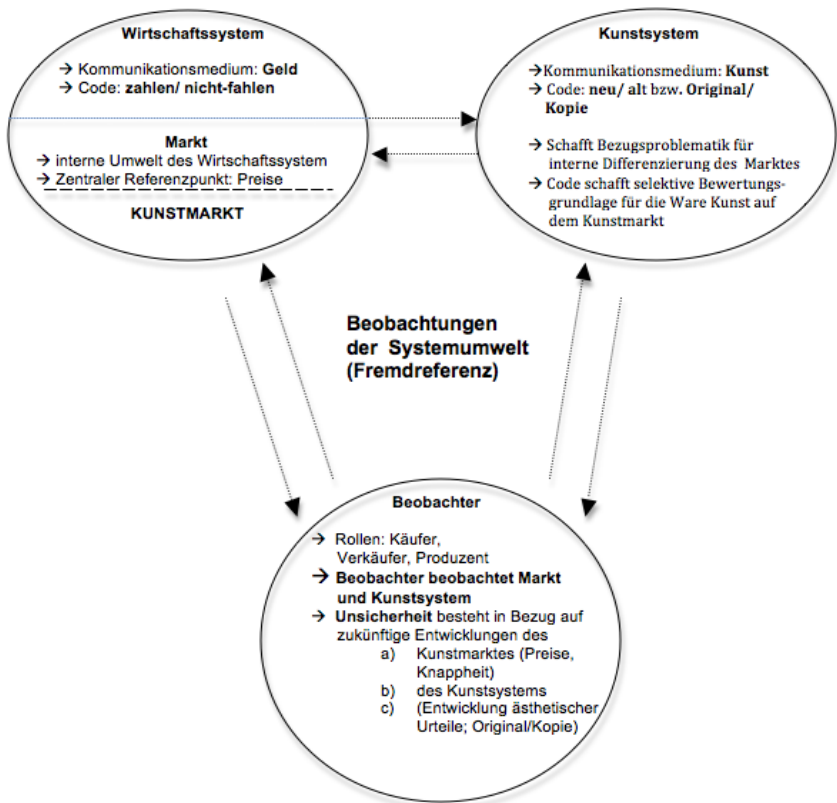 Wirtschaftssystem
→ Kommunikationsmedium: Geld
→ Code: zahlen/ nicht-fahlen
Markt
→ interne Umwelt des Wirtschaftssystem
→ Zentraler Referenzpunkt: Preise
KUNSTMARKT
Kunstsystem
→Kommunikationsmedium: Kunst
→ Code: neu/ alt bzw. Original/
Kopie
→ Schafft Bezugsproblematik für
interne Differenzierung des Marktes
→ Code schafft selektive Bewertungs-
grundlage für die Ware Kunst auf
dem Kunstmarkt
Beobachtungen
der Systemumwelt
(Fremdreferenz)
Beobachter
→ Rollen: Käufer,
Verkäufer, Produzent
→ Beobachter beobachtet Markt
und Kunstsystem
→ Unsicherheit besteht in Bezug auf
zukünftige Entwicklungen des
a) Kunstmarktes (Preise,
Knappheit)
b) des Kunstsystems
c) (Entwicklung ästhetischer
Urteile; Original/Kopie)